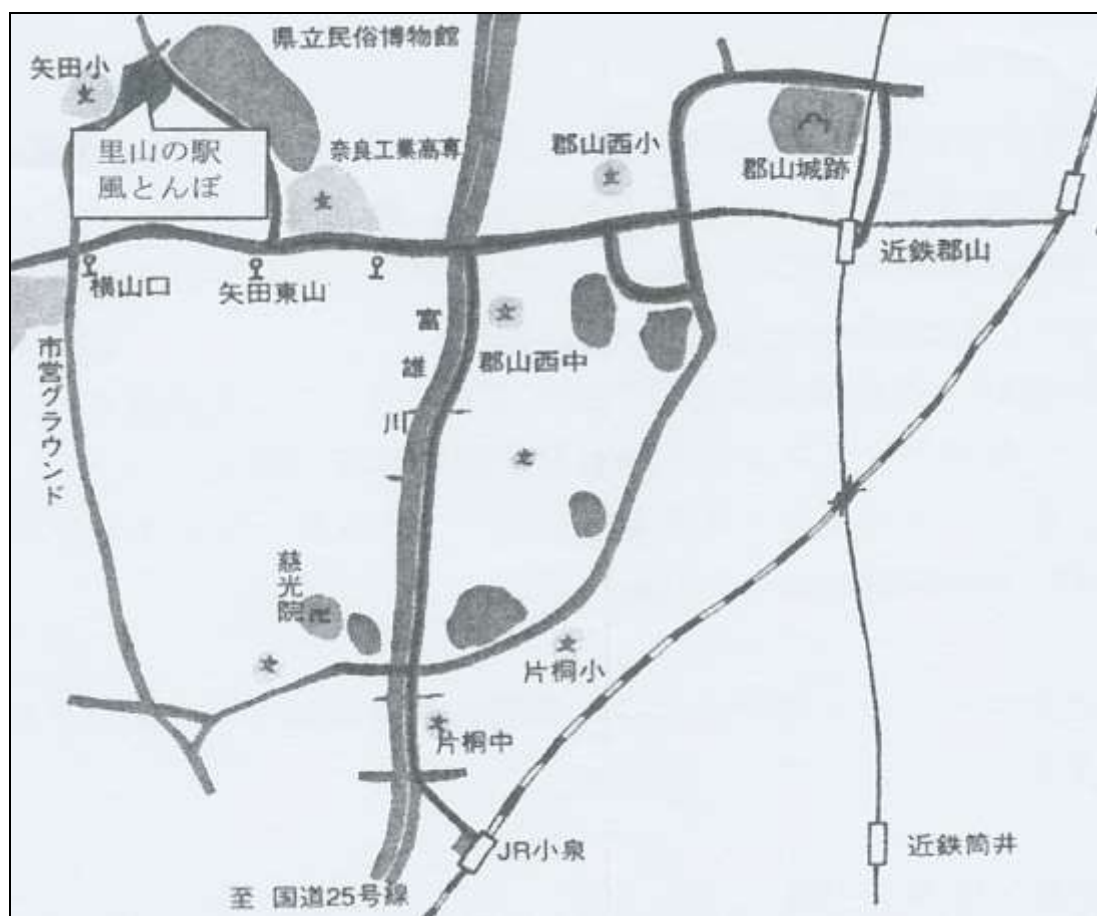 県立民俗博物館
矢田小
里山の駅
風とんぼ
奈良工業高専
郡山西小
郡山城跡
近鉄郡山
横山口
矢田東山
富雄川
郡山西中
市営グラウンド
慈光院
片桐小
片桐中
JR小泉
近鉄筒井
至 国道25号線